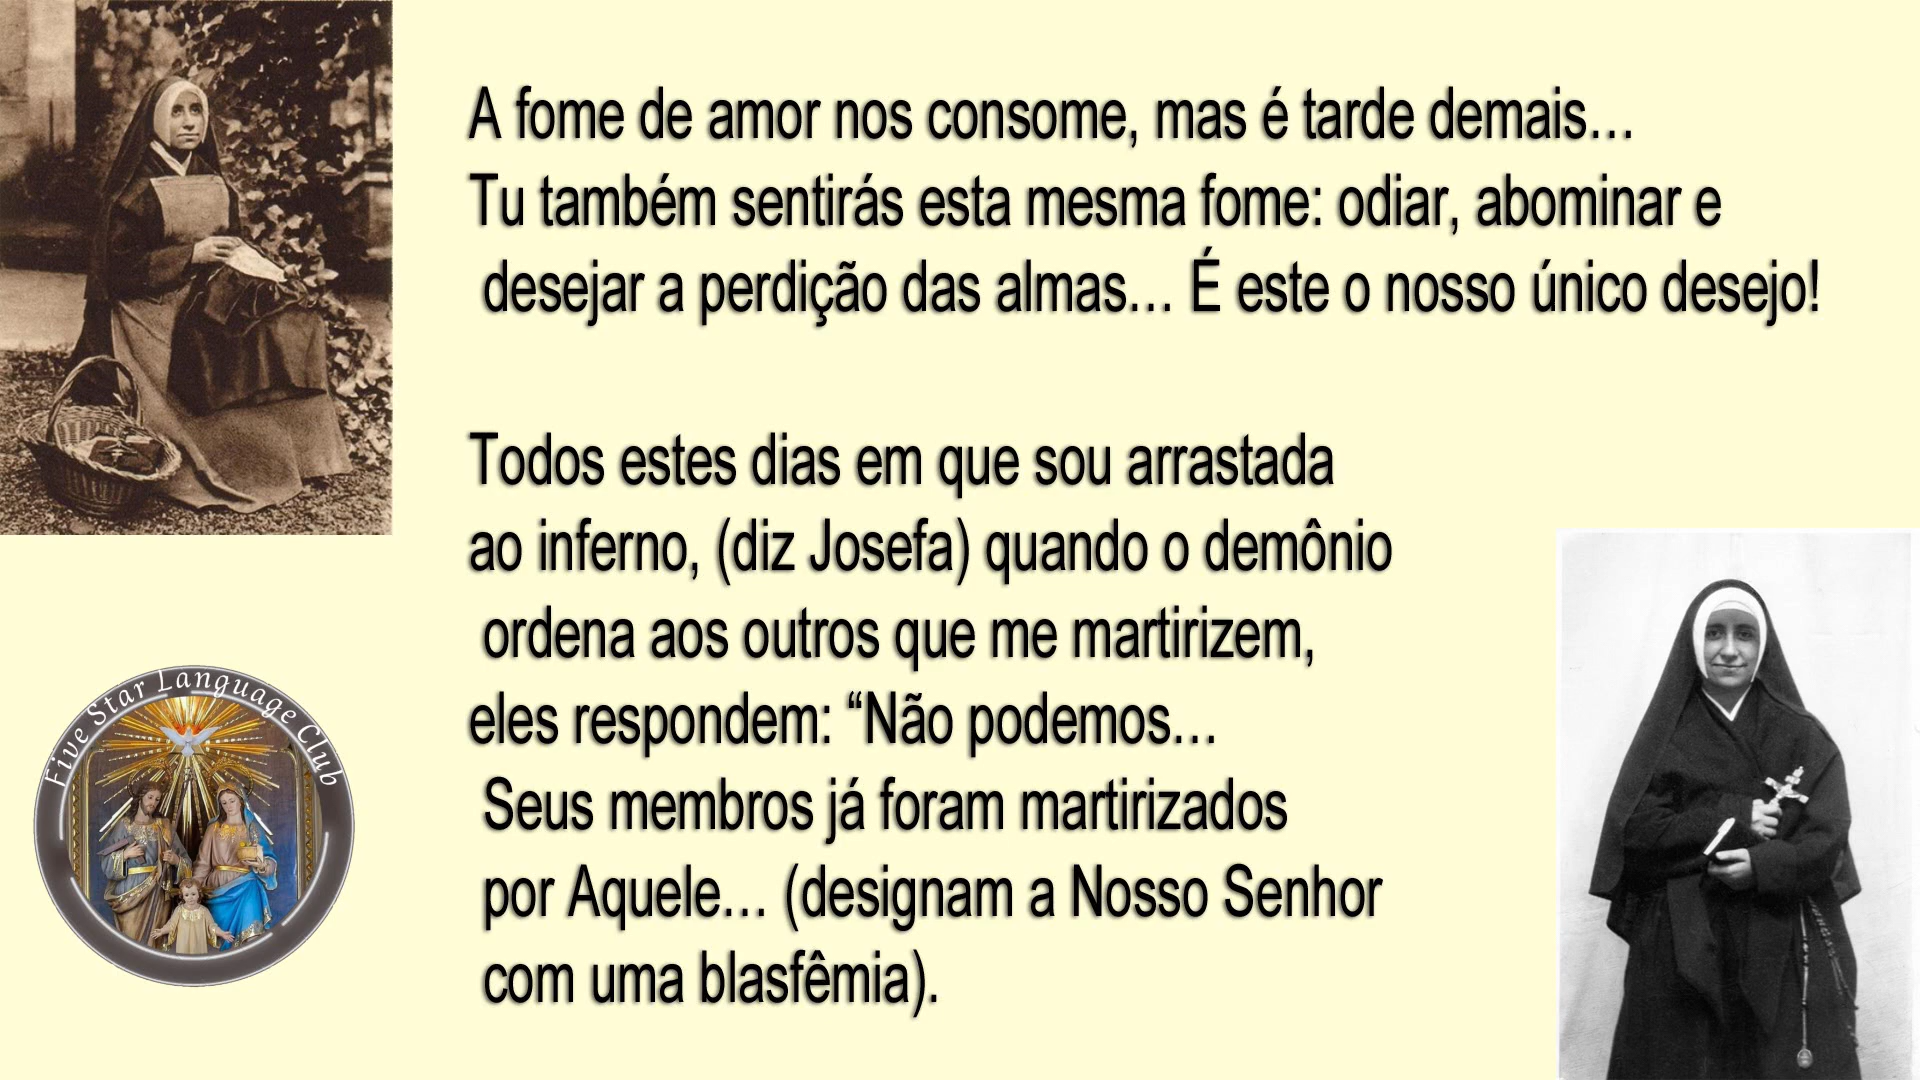 A fome de amor nos consome, mas é tarde demais…
Tu também sentirás esta mesma fome: odiar, abominar e
desejar a perdição das almas… É este o nosso único desejo!
Todos estes dias em que sou arrastada
ao inferno, (diz Josefa) quando o demônio
ordena aos outros que me martirizem,
eles respondem: “Não podemos…
Seus membros já foram martirizados
por Aquele… (designam a Nosso Senhor
com uma blasfêmia).
Five Star Language Club